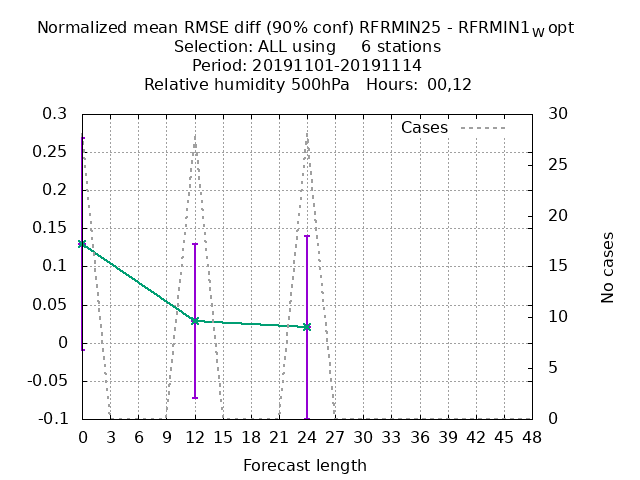 Normalized mean RMSE diff (90% conf) RFRMIN25 - RFRMIN1wopt
Selection: ALL using     6 stations
Period: 20191101-20191114
Relative humidity 500hPa   Hours: 00,12
0.3
0.25
0.2
0.15
0.1
0.05
0
-0.05
-0.1
Cases
30
25
20
15
10
5
0
No cases
0 3 6 9 12 15 18 21 24 27 30 33 36 39 42 45 48
Forecast length